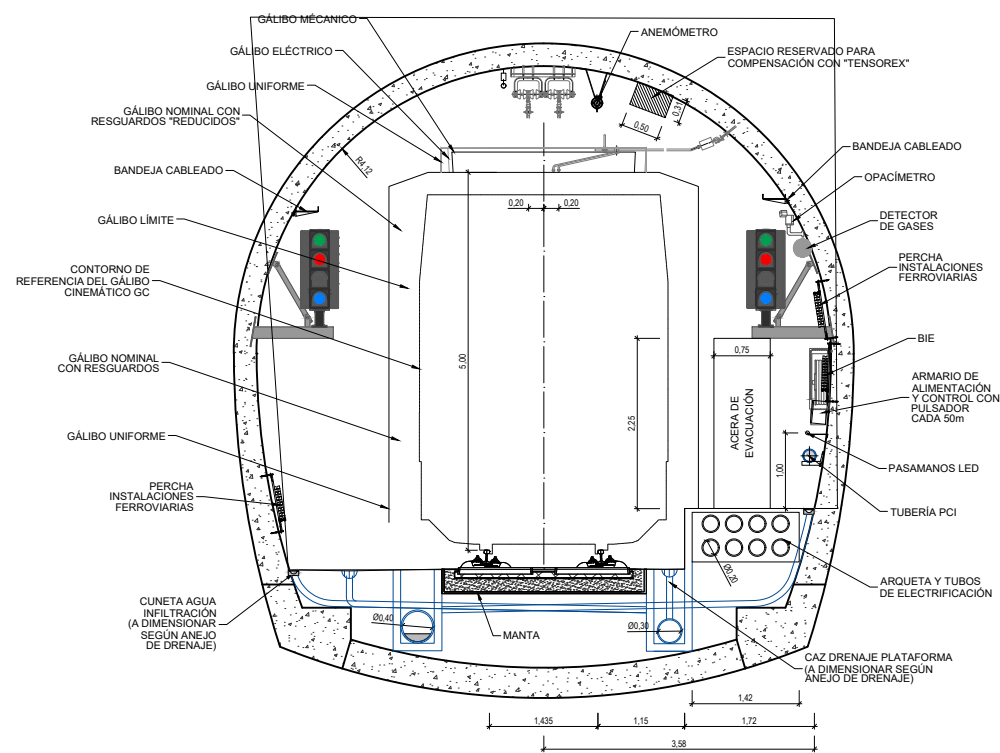 GÁLIBO MÉCANICO
GÁLIBO ELÉCTRICO
GÁLIBO UNIFORME
GÁLIBO NOMINAL CON
RESGUARDOS "REDUCIDOS"
BANDEJA CABLEADO
GÁLIBO LÍMITE
CONTORNO DE
REFERENCIA DEL GÁLIBO
CINEMÁTICO GC
GÁLIBO NOMINAL
CON RESGUARDOS
GÁLIBO UNIFORME
PERCHA
INSTALACIONES
FERROVIARIAS
CUNETA AGUA
INFILTRACIÓN
(A DIMENSIONAR
SEGÚN ANEJO
DE DRENAJE)
ANEMÓMETRO
ESPACIO RESERVADO PARA
COMPENSACIÓN CON "TENSOREX"
0,31
0,50
R4,12
0,20
0,20
5,00
2,25
0,75
ACERA DE
EVACUACIÓN
1,00
BANDEJA CABLEADO
OPACÍMETRO
DETECTOR
DE GASES
PERCHA
INSTALACIONES
FERROVIARIAS
BIE
ARMARIO DE
ALIMENTACIÓN
Y CONTROL CON
PULSADOR
CADA 50m
PASAMANOS LED
TUBERÍA PCI
ARQUETA Y TUBOS
DE ELECTRIFICACIÓN
Ø0,20
Ø0,40
MANTA
Ø0,30
CAZ DRENAJE PLATAFORMA
(A DIMENSIONAR SEGÚN
ANEJO DE DRENAJE)
1,42
1,435
1,15
1,72
3,58